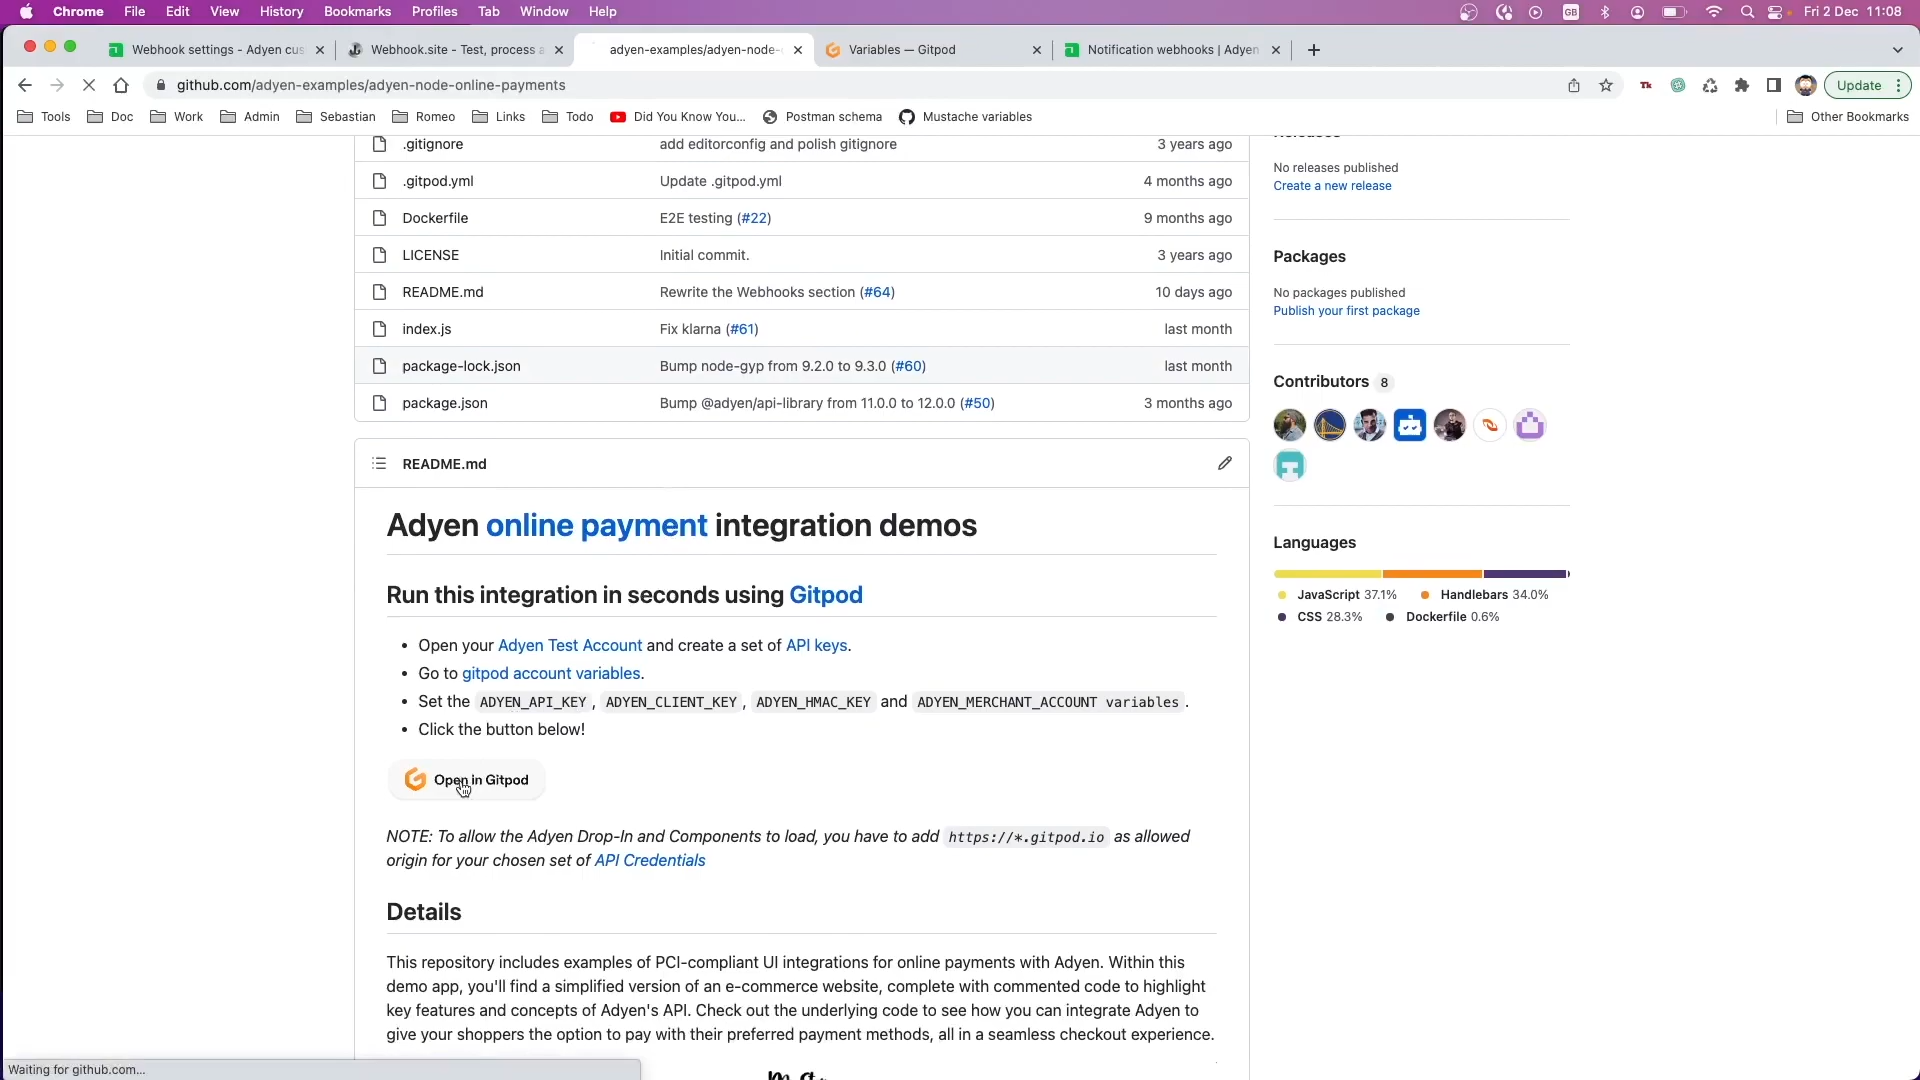 Chrome File Edit View History Bookmarks Profiles Tab Window Help GB Fri 2 Dec 11:08
Webhook settings - Adyen cus Webhook.site - Test, process a adyen-examples/adyen-node- Variables — Gitpod Notification webhooks | Adyen
github.com/adyen-examples/adyen-node-online-payments Tk Update
Tools Doc Work Admin Sebastian Romeo Links Todo Did You Know You... Postman schema Mustache variables Other Bookmarks
.gitignore add editorconfig and polish gitignore 3 years ago
.gitpod.yml Update .gitpod.yml 4 months ago
Dockerfile E2E testing (#22) 9 months ago
LICENSE Initial commit. 3 years ago
README.md Rewrite the Webhooks section (#64) 10 days ago
index.js Fix klarna (#61) last month
package-lock.json Bump node-gyp from 9.2.0 to 9.3.0 (#60) last month
package.json Bump @adyen/api-library from 11.0.0 to 12.0.0 (#50) 3 months ago
README.md
Adyen online payment integration demos
Run this integration in seconds using Gitpod
• Open your Adyen Test Account and create a set of API keys.
• Go to gitpod account variables.
• Set the ADYEN_API_KEY, ADYEN_CLIENT_KEY, ADYEN_HMAC_KEY and ADYEN_MERCHANT_ACCOUNT variables.
• Click the button below!
Open in Gitpod
NOTE: To allow the Adyen Drop-In and Components to load, you have to add https://*.gitpod.io as allowed
origin for your chosen set of API Credentials
Details
This repository includes examples of PCI-compliant UI integrations for online payments with Adyen. Within this
demo app, you'll find a simplified version of an e-commerce website, complete with commented code to highlight
key features and concepts of Adyen's API. Check out the underlying code to see how you can integrate Adyen to
give your shoppers the option to pay with their preferred payment methods, all in a seamless checkout experience.
Releases
No releases published
Create a new release
Packages
No packages published
Publish your first package
Contributors 8
Languages
JavaScript 37.1% Handlebars 34.0%
CSS 28.3% Dockerfile 0.6%
Waiting for github.com...